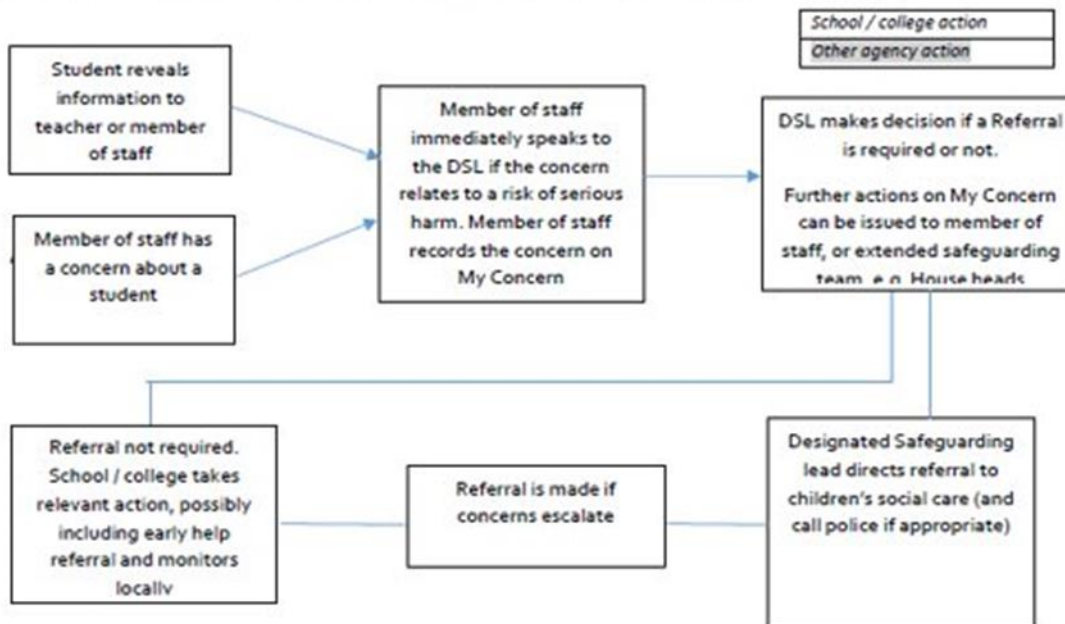 School / college action
Other agency action
Student reveals
information to
teacher or member
of staff
Member of staff has
a concern about a
student
Member of staff
immediately speaks to
the DSL if the concern
relates to a risk of serious
harm. Member of staff
records the concern on
My Concern
DSL makes decision if a Referral
is required or not.
Further actions on My Concern
can be issued to member of
staff, or extended safeguarding
team, e.g. House heads
Referral not required.
School / college takes
relevant action, possibly
including early help
referral and monitors
locally
Referral is made if
concerns escalate
Designated Safeguarding
lead directs referral to
children's social care (and
call police if appropriate)